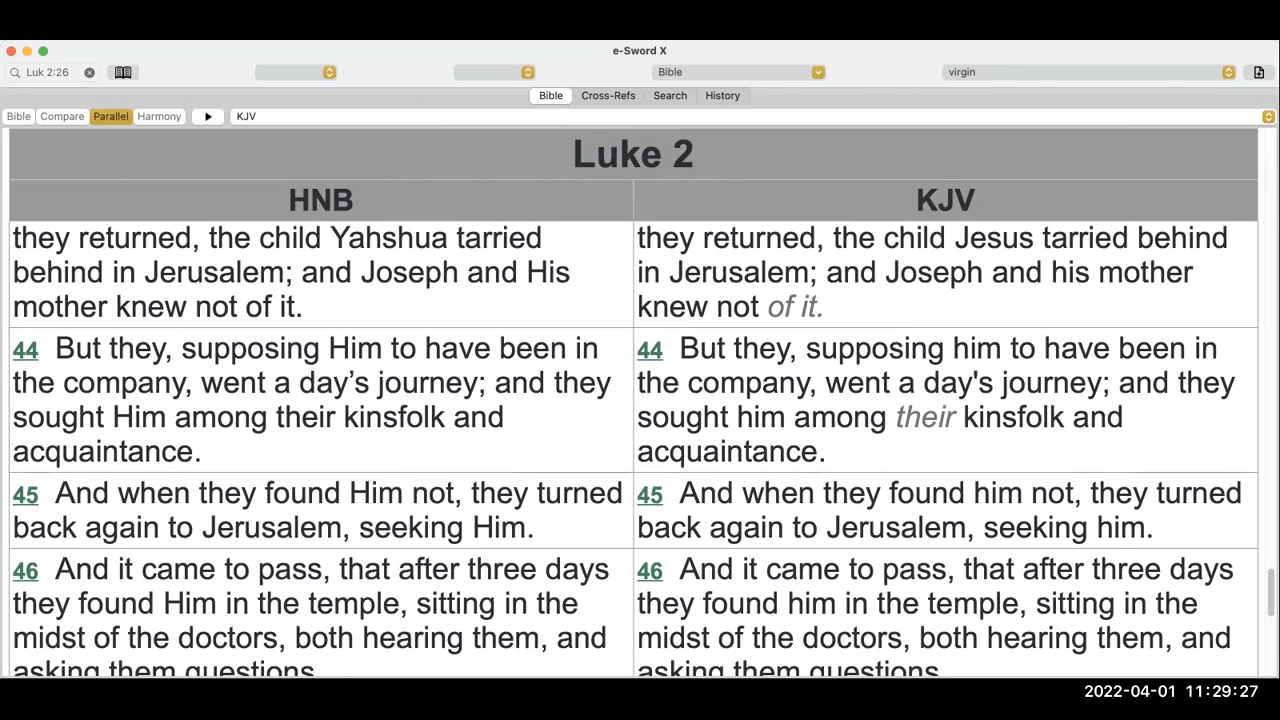 e-Sword X
Luk 2:26
Bible
virgin
Bible Cross-Refs Search History
Bible Compare Parallel Harmony
KJV
Luke 2
HNB
KJV
they returned, the child Yahshua tarried
behind in Jerusalem; and Joseph and His
mother knew not of it.
they returned, the child Jesus tarried behind
in Jerusalem; and Joseph and his mother
knew not of it.
44 But they, supposing Him to have been in
the company, went a day’s journey; and they
sought Him among their kinsfolk and
acquaintance.
44 But they, supposing him to have been in
the company, went a day's journey; and they
sought him among their kinsfolk and
acquaintance.
45 And when they found Him not, they turned
back again to Jerusalem, seeking Him.
45 And when they found him not, they turned
back again to Jerusalem, seeking him.
46 And it came to pass, that after three days
they found Him in the temple, sitting in the
midst of the doctors, both hearing them, and
asking them questions.
46 And it came to pass, that after three days
they found him in the temple, sitting in the
midst of the doctors, both hearing them, and
asking them questions.
2022-04-01 11:29:27